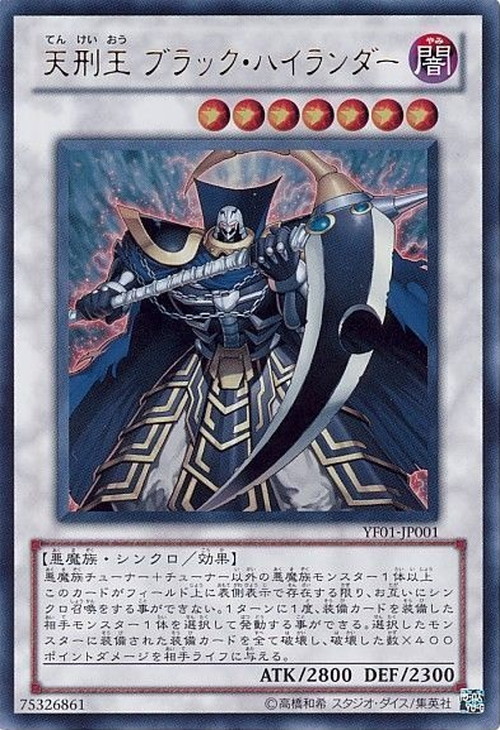 てん けい おう
天刑王 ブラック・ハイランダー
やみ
闇
YF01-JP001
【悪魔族・シンクロ／効果】
悪魔族チューナー＋チューナー以外の悪魔族モンスター１体以上
このカードがフィールド上に表側表示で存在する限り、お互いにシン
クロ召喚をする事ができない。１ターンに１度、装備カードを装備した
相手モンスター１体を選択して発動する事ができる。選択したモン
スターに装備された装備カードを全て破壊し、破壊した数×４００
ポイントダメージを相手ライフに与える。
ATK/2800 DEF/2300
75326861
©高橋和希 スタジオ・ダイス/集英社